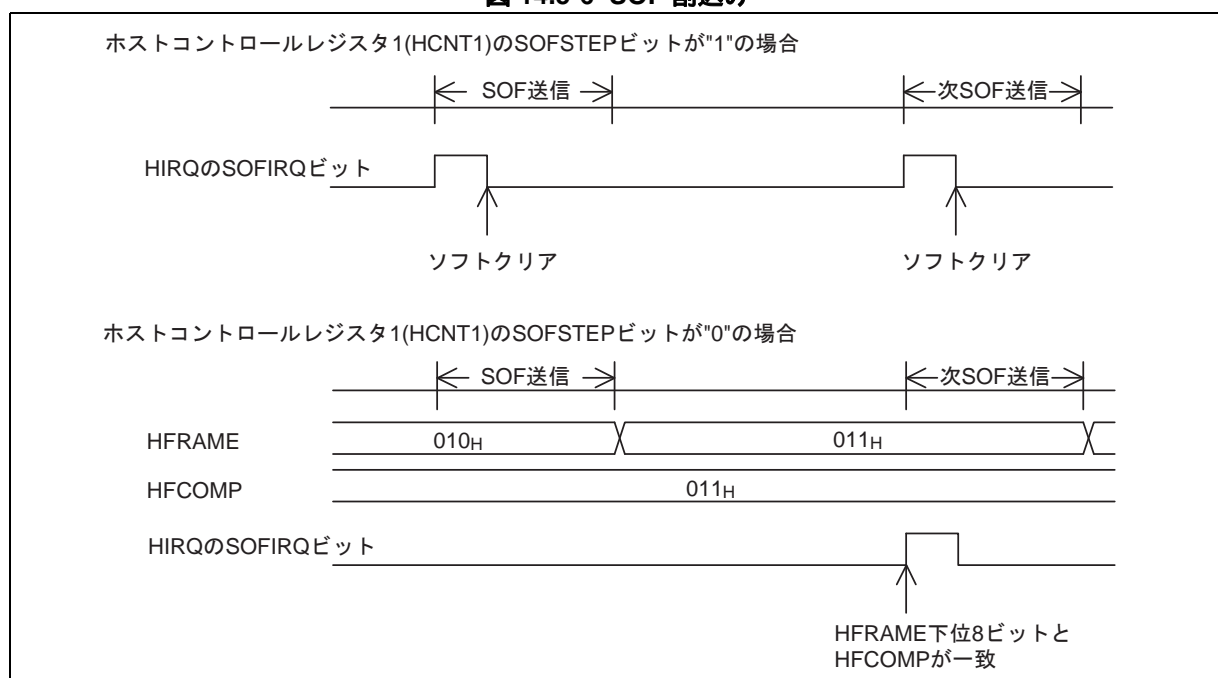 ホストコントロールレジスタ1(HCNT1)のSOFSTEPビットが"1"の場合
SOF送信
次SOF送信
HIRQのSOFIRQビット
ソフトクリア
ソフトクリア
ホストコントロールレジスタ1(HCNT1)のSOFSTEPビットが"0"の場合
SOF送信
次SOF送信
HFRAME
010H
011H
HFCOMP
011H
HIRQのSOFIRQビット
HFRAME下位8ビットと
HFCOMPが一致